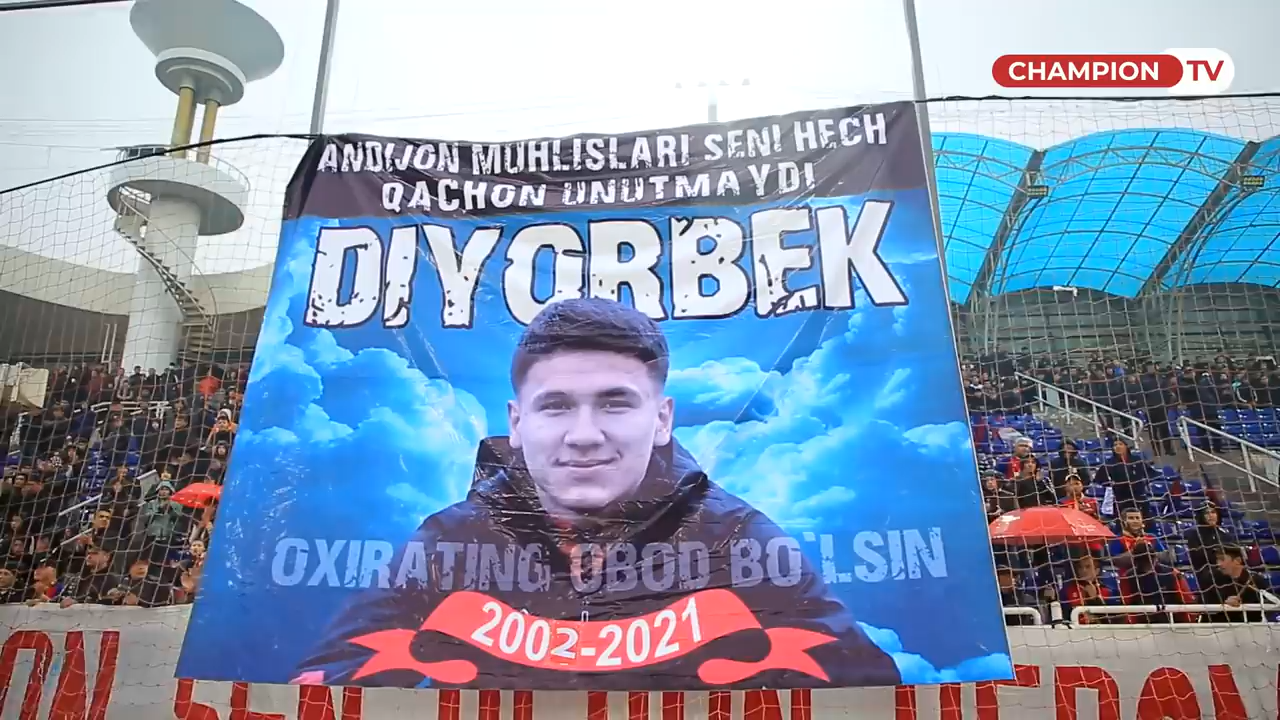 CHAMPION TV
ANDIJON MUHLISLARI SENI HECH
QACHON UNUTMAYDI
DIYORBEK
OXIRATING OBOD BO'LSIN
2002-2021